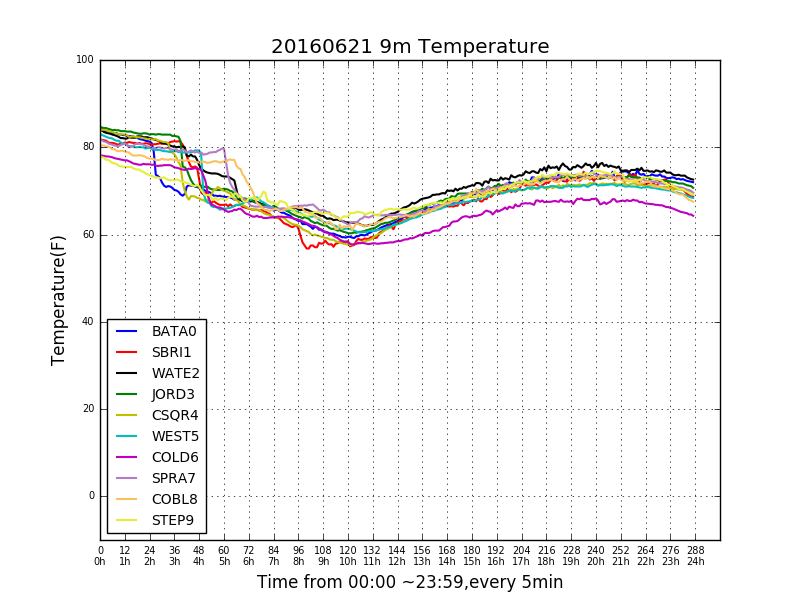 20160621 9m Temperature
Temperature(F)
100
80
60
40
20
0
BATA0
SBRI1
WATE2
JORD3
CSQR4
WEST5
COLD6
SPRA7
COBL8
STEP9
0 12 24 36 48 60 72 84 96 108 120 132 144 156 168 180 192 204 216 228 240 252 264 276 288
0h 1h 2h 3h 4h 5h 6h 7h 8h 9h 10h 11h 12h 13h 14h 15h 16h 17h 18h 19h 20h 21h 22h 23h 24h
Time from 00:00 ~23:59,every 5min